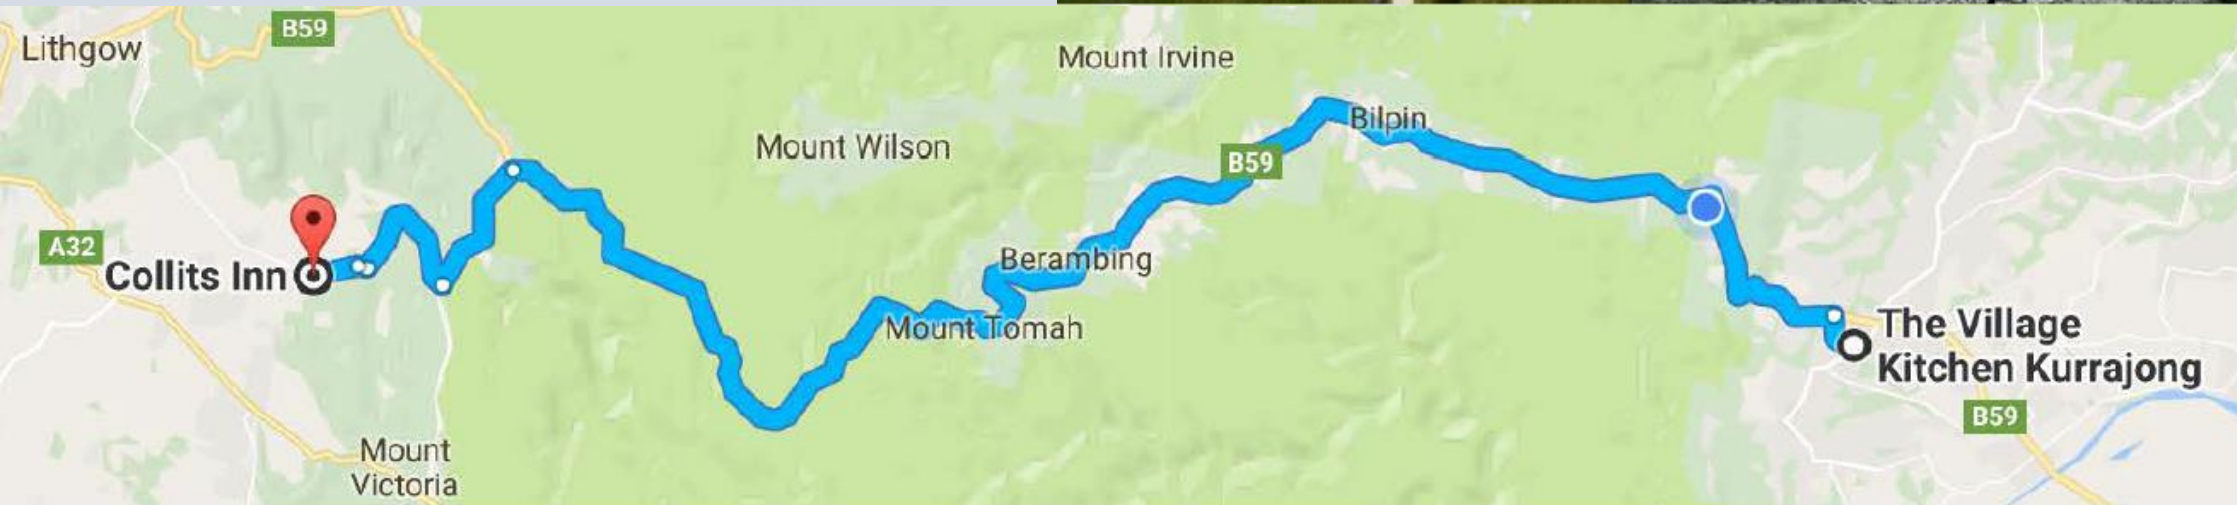 B59
Lithgow
Mount Irvine
Bilpin
Mount Wilson
B59
A32
Collits Inn
Berambing
Mount Tomah
The Village
Kitchen Kurrajong
B59
Mount
Victoria